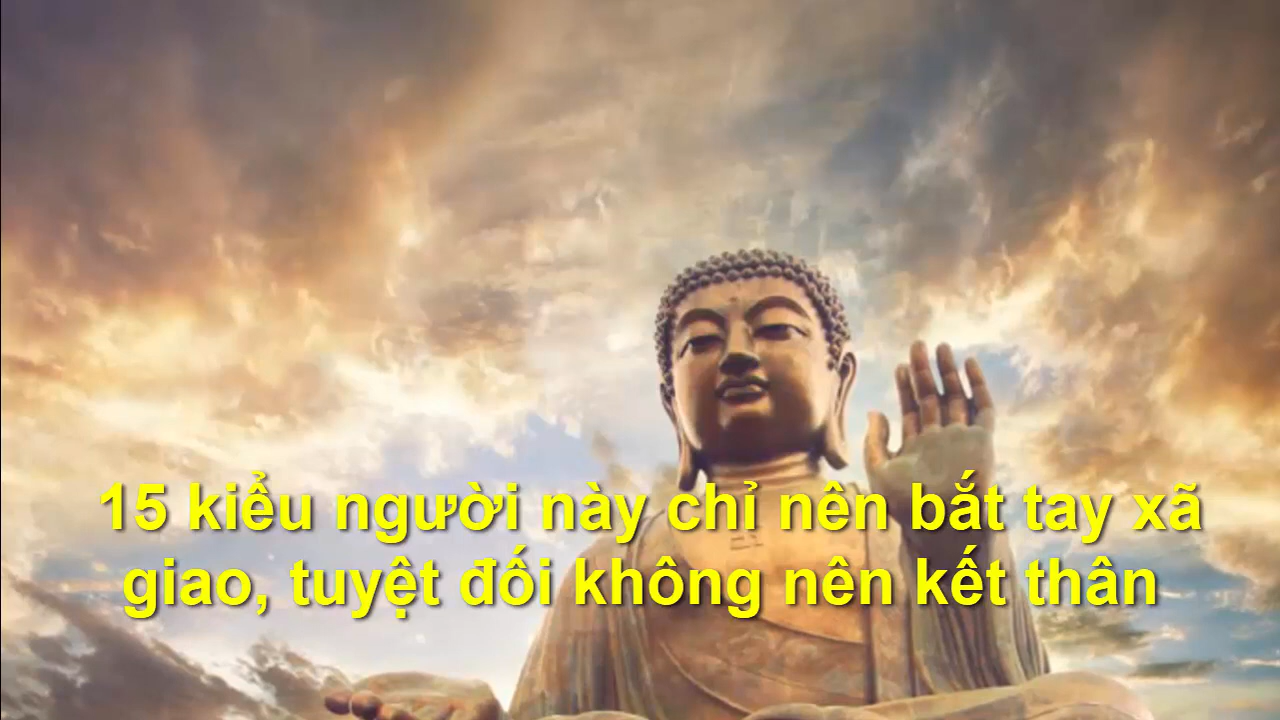 15 kiểu người này chỉ nên bắt tay xã
giao, tuyệt đối không nên kết thân